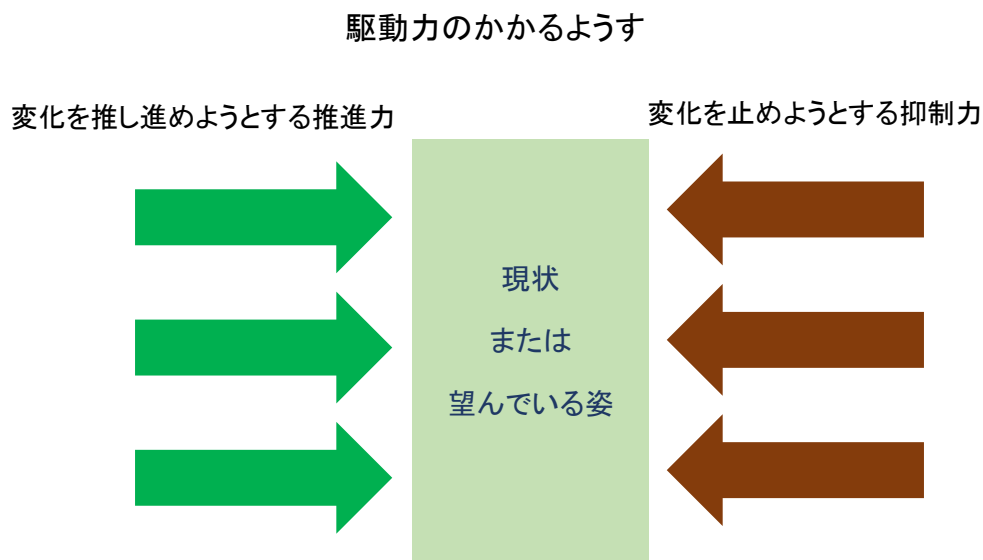 駆動力のかかるようす
変化を推し進めようとする推進力
変化を止めようとする抑制力
現状
または
望んでいる姿